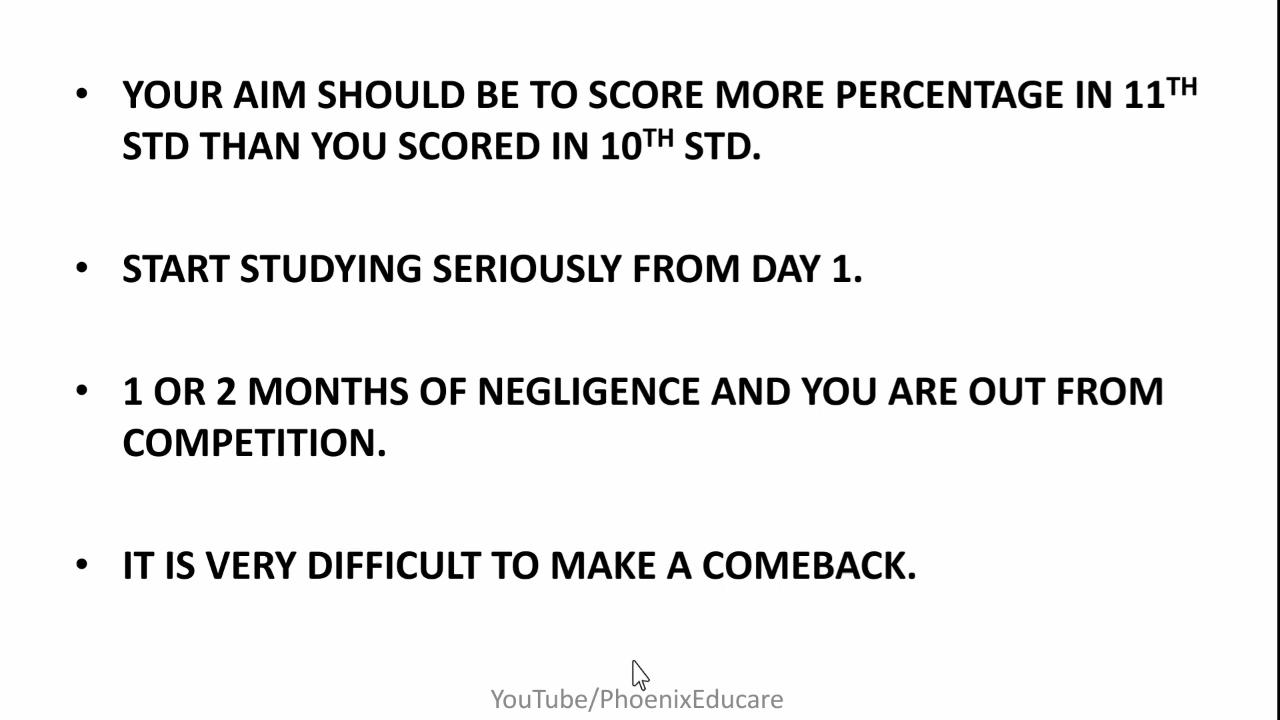 • YOUR AIM SHOULD BE TO SCORE MORE PERCENTAGE IN 11TH
STD THAN YOU SCORED IN 10TH STD.
• START STUDYING SERIOUSLY FROM DAY 1.
• 1 OR 2 MONTHS OF NEGLIGENCE AND YOU ARE OUT FROM
COMPETITION.
• IT IS VERY DIFFICULT TO MAKE A COMEBACK.
YouTube/PhoenixEducare